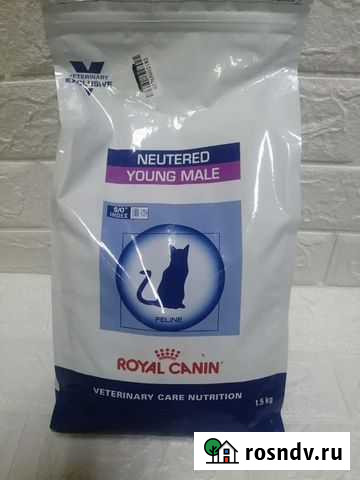 VETERINARY
EXCLUSIVE
NEUTERED
YOUNG MALE
S/O
INDEX
FELINE
ROYAL CANIN
VETERINARY CARE NUTRITION
1.5 kg
rosndv.ru